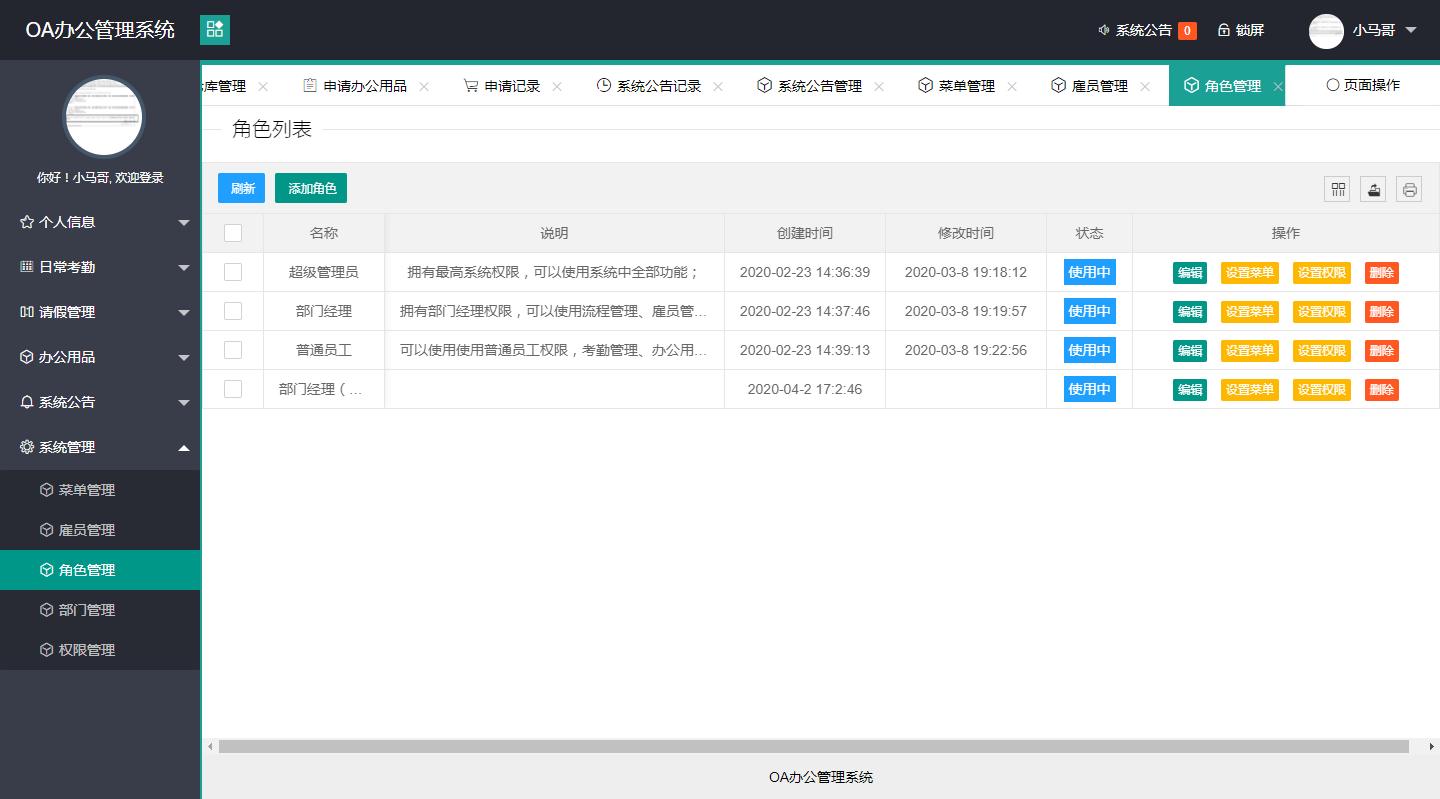 OA办公管理系统
系统公告 0 锁屏 小马哥
你好！小马哥, 欢迎登录
个人信息
日常考勤
请假管理
办公用品
系统公告
系统管理
菜单管理
雇员管理
角色管理
部门管理
权限管理
库管理 申请办公用品 申请记录 系统公告记录 系统公告管理 菜单管理 雇员管理 角色管理 页面操作
角色列表
刷新 添加角色
名称 说明 创建时间 修改时间 状态 操作
超级管理员 拥有最高系统权限，可以使用系统中全部功能； 2020-02-23 14:36:39 2020-03-8 19:18:12 使用中 编辑 设置菜单 设置权限 删除
部门经理 拥有部门经理权限，可以使用流程管理、雇员管... 2020-02-23 14:37:46 2020-03-8 19:19:57 使用中 编辑 设置菜单 设置权限 删除
普通员工 可以使用使用普通员工权限，考勤管理、办公用... 2020-02-23 14:39:13 2020-03-8 19:22:56 使用中 编辑 设置菜单 设置权限 删除
部门经理（... 2020-04-2 17:2:46 使用中 编辑 设置菜单 设置权限 删除
OA办公管理系统